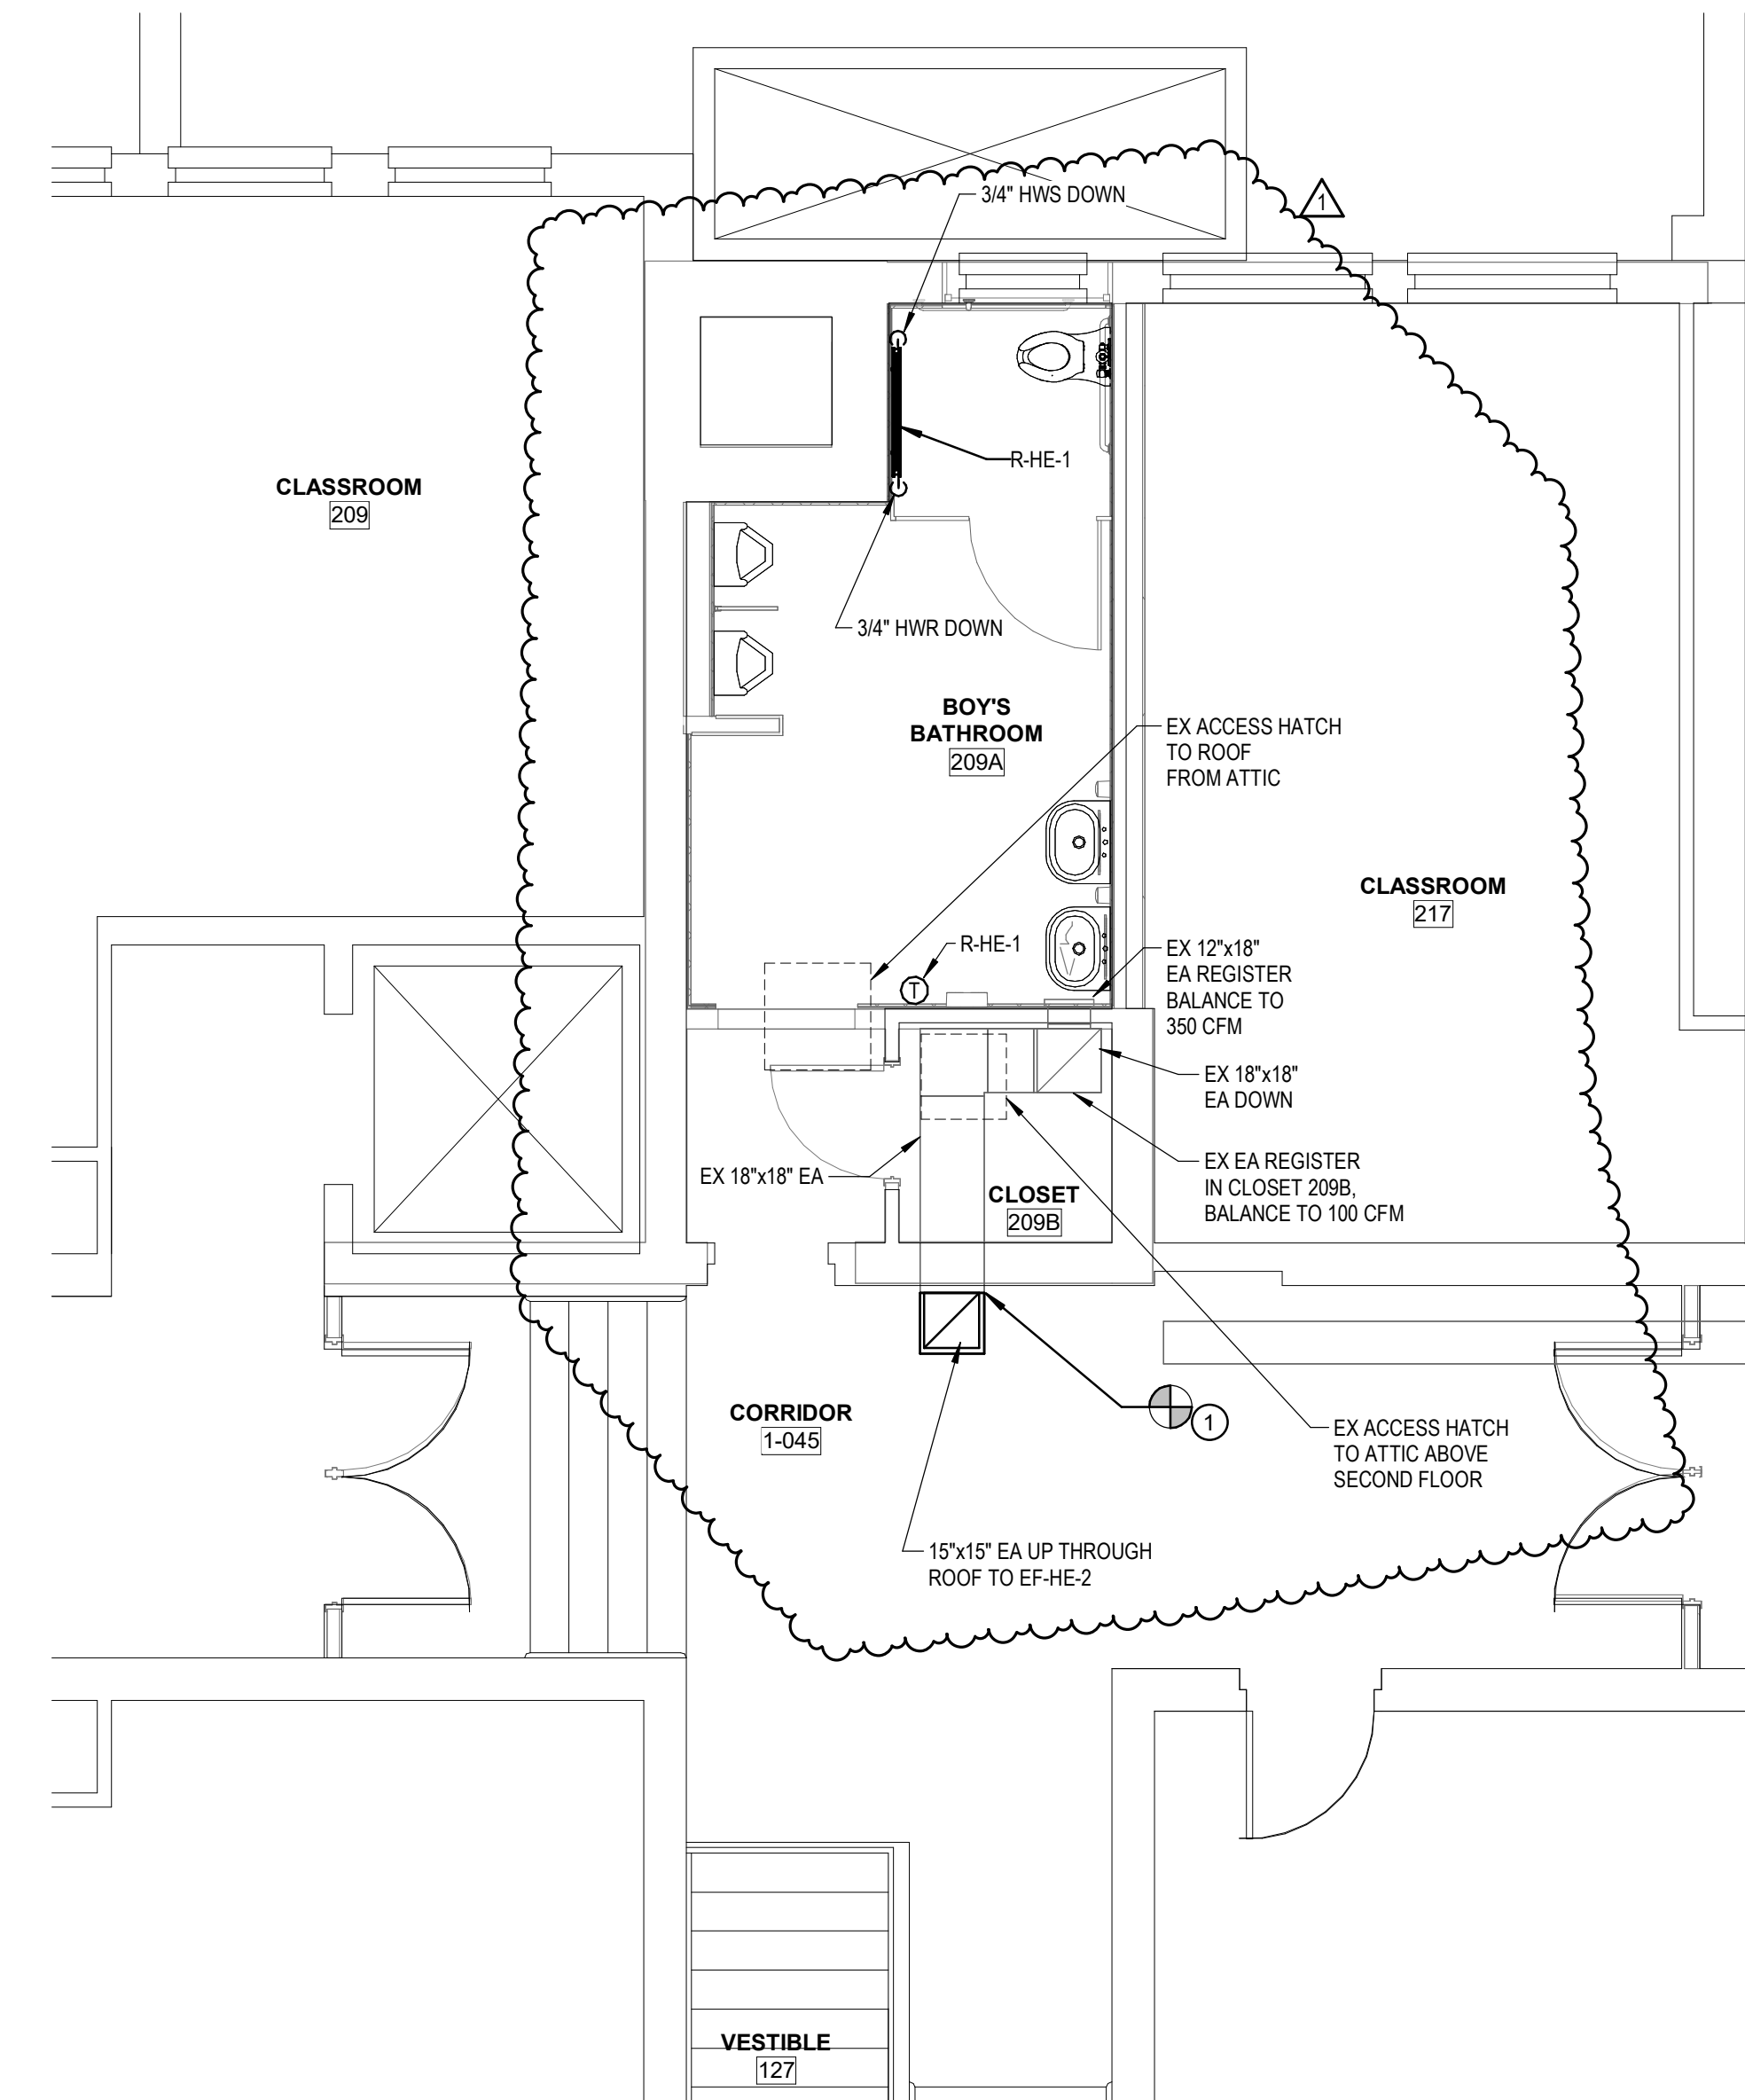 3/4" HWS DOWN
1
R-HE-1
CLASSROOM
209
3/4" HWR DOWN
BOY'S
BATHROOM
209A
EX ACCESS HATCH
TO ROOF
FROM ATTIC
CLASSROOM
217
R-HE-1
T
EX 12"x18"
EA REGISTER
BALANCE TO
350 CFM
EX 18"x18"
EA DOWN
EX 18"x18" EA
EX EA REGISTER
IN CLOSET 209B,
BALANCE TO 100 CFM
CLOSET
209B
CORRIDOR
1-045
1
EX ACCESS HATCH
TO ATTIC ABOVE
SECOND FLOOR
15"x15" EA UP THROUGH
ROOF TO EF-HE-2
VESTIBLE
127